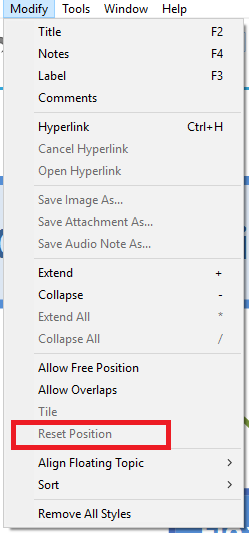 Modify Tools Window Help
Title F2
Notes F4
Label F3
Comments
Hyperlink Ctrl+H
Cancel Hyperlink
Open Hyperlink
Save Image As...
Save Attachment As...
Save Audio Note As...
Extend +
Collapse -
Extend All *
Collapse All /
Allow Free Position
Allow Overlaps
Tile
Reset Position
Align Floating Topic >
Sort >
Remove All Styles